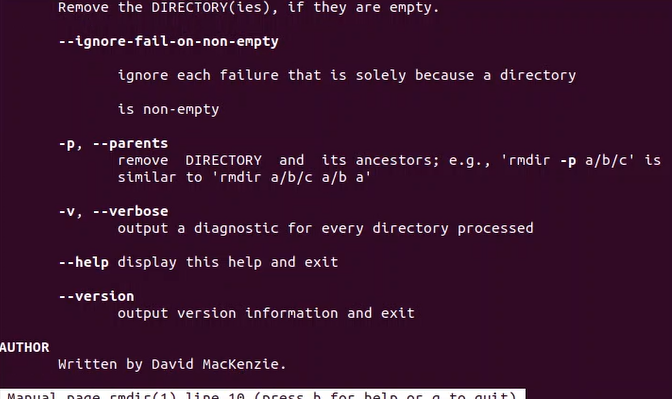 Remove the DIRECTORY(ies), if they are empty.
--ignore-fail-on-non-empty
ignore each failure that is solely because a directory
is non-empty
-p, --parents
remove DIRECTORY and its ancestors; e.g., 'rmdir -p a/b/c' is
similar to 'rmdir a/b/c a/b a'
-v, --verbose
output a diagnostic for every directory processed
--help display this help and exit
--version
output version information and exit
AUTHOR
Written by David MacKenzie.
Manual page rmdir(1) line 10 (press h for help or q to quit)